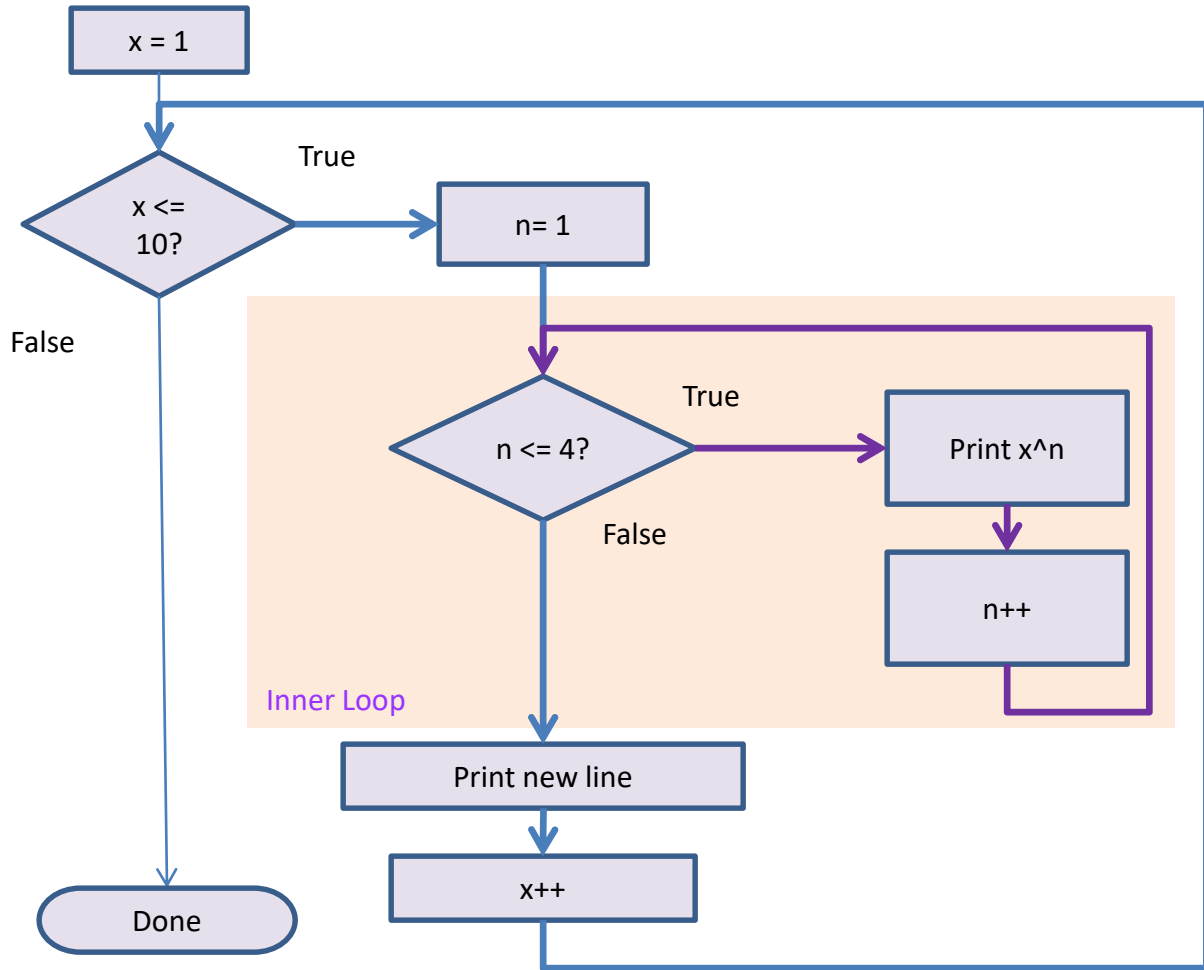 x = 1
True
x <=
10?
n= 1
False
True
n <= 4?
Print x^n
False
n++
Inner Loop
Print new line
x++
Done